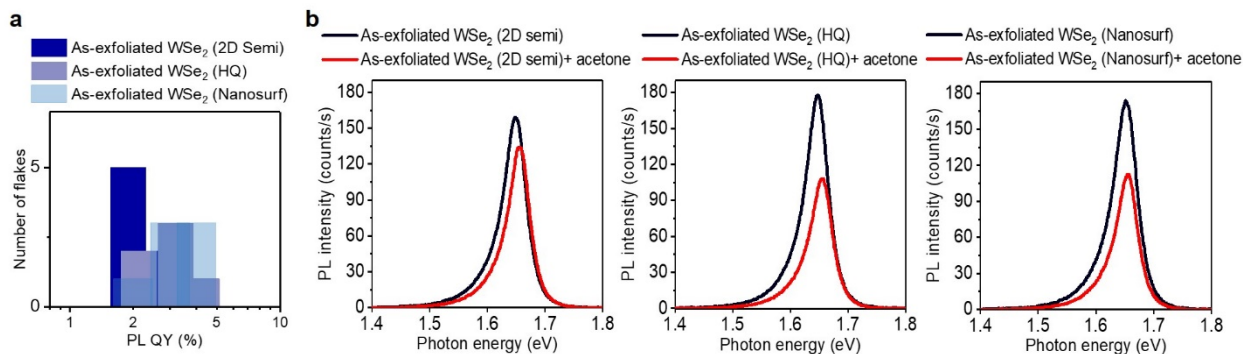 a
As-exfoliated WSe₂ (2D Semi)
As-exfoliated WSe₂ (HQ)
As-exfoliated WSe₂ (Nanosurf)
Number of flakes
5
0
1 2 5 10
PL QY (%)
b
As-exfoliated WSe₂ (2D semi)
As-exfoliated WSe₂ (2D semi)+ acetone
PL intensity (counts/s)
180
150
120
90
60
30
0
1.4 1.5 1.6 1.7 1.8
Photon energy (eV)
As-exfoliated WSe₂ (HQ)
As-exfoliated WSe₂ (HQ)+ acetone
PL intensity (counts/s)
180
150
120
90
60
30
0
1.4 1.5 1.6 1.7 1.8
Photon energy (eV)
As-exfoliated WSe₂ (Nanosurf)
As-exfoliated WSe₂ (Nanosurf)+ acetone
PL intensity (counts/s)
180
150
120
90
60
30
0
1.4 1.5 1.6 1.7 1.8
Photon energy (eV)